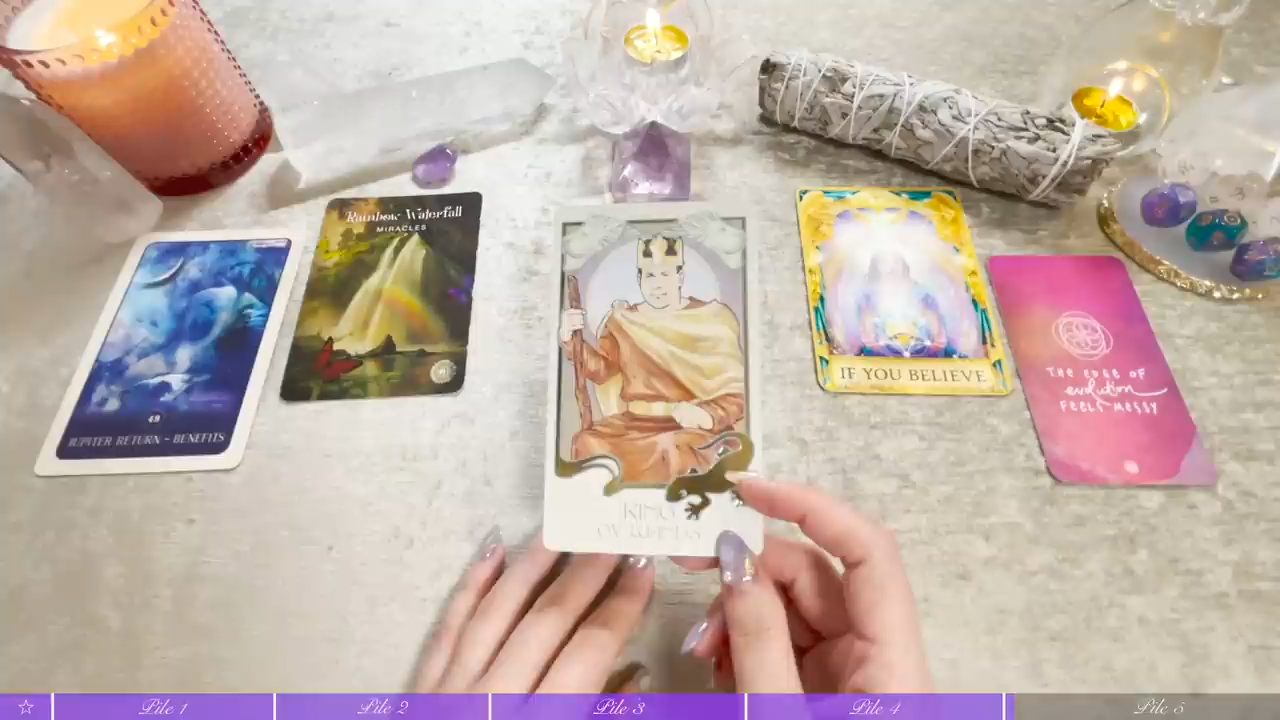 Rainbow Waterfall
MIRACLES
49
JUPITER RETURN ~ BENEFITS
KING
OF WANDS
IF YOU BELIEVE
THE EDGE OF
evolution
FEELS MESSY
☆ Pile 1 Pile 2 Pile 3 Pile 4 Pile 5